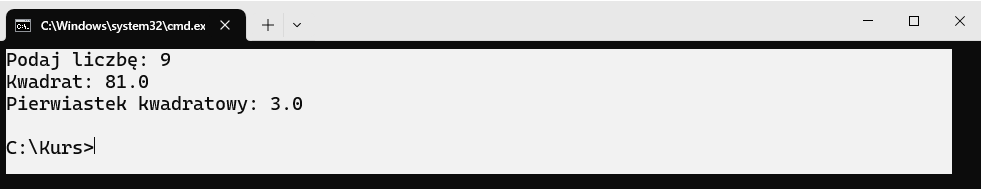 C:\Windows\system32\cmd.ex
Podaj liczbę: 9
Kwadrat: 81.0
Pierwiastek kwadratowy: 3.0
C:\Kurs>